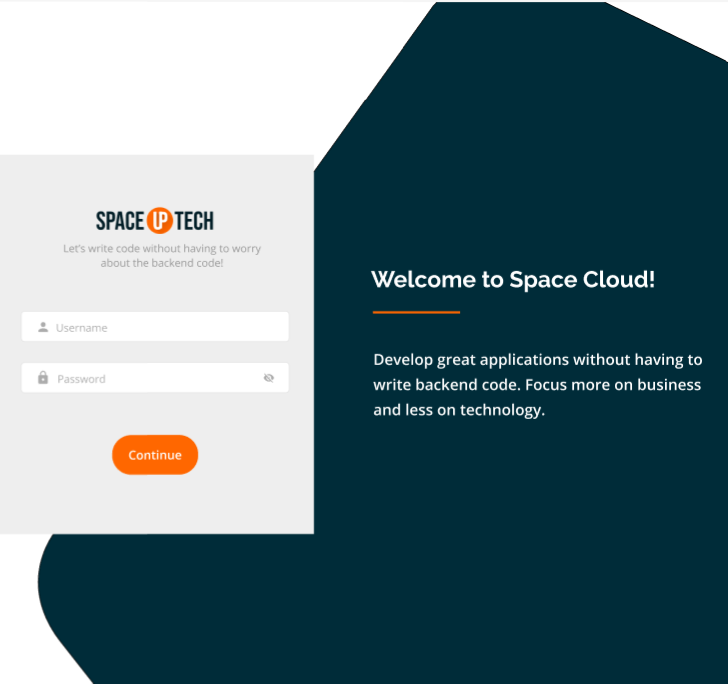 SPACE UP TECH
Let's write code without having to worry
about the backend code!
Username
Password
Continue
Welcome to Space Cloud!
Develop great applications without having to
write backend code. Focus more on business
and less on technology.